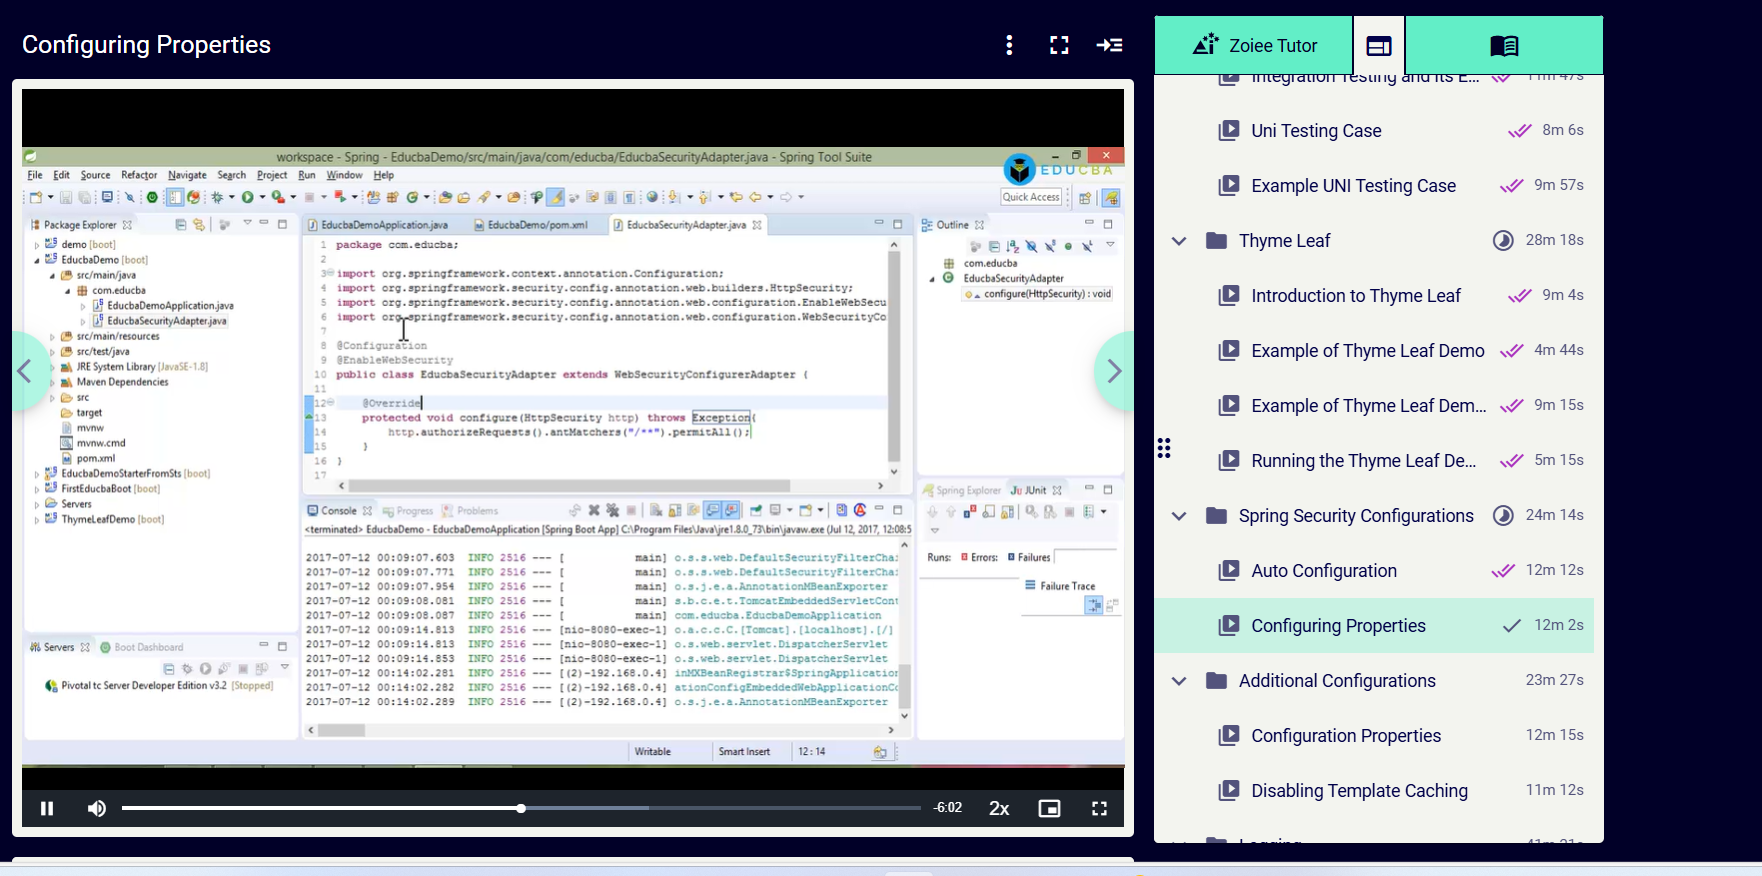 Configuring Properties
workspace - Spring - EducbaDemo/src/main/java/com/educba/EducbaSecurityAdapter.java - Spring Tool Suite
EDUCBA
File Edit Source Refactor Navigate Search Project Run Window Help
Quick Access
Package Explorer
demo [boot]
EducbaDemo [boot]
src/main/java
com.educba
EducbaDemoApplication.java
EducbaSecurityAdapter.java
src/main/resources
src/test/java
JRE System Library [JavaSE-1.8]
Maven Dependencies
src
target
mvnw
mvnw.cmd
pom.xml
EducbaDemoStarterFromSts [boot]
FirstEducbaBoot [boot]
Servers
ThymeLeafDemo [boot]
Servers Boot Dashboard
Pivotal tc Server Developer Edition v3.2 [Stopped]
EducbaDemoApplication.java EducbaDemo/pom.xml EducbaSecurityAdapter.java
1 package com.educba;
2
3 import org.springframework.context.annotation.Configuration;
4 import org.springframework.security.config.annotation.web.builders.HttpSecurity;
5 import org.springframework.security.config.annotation.web.configuration.EnableWebSecu
6 import org.springframework.security.config.annotation.web.configuration.WebSecurityCo
7
8 @Configuration
9 @EnableWebSecurity
10 public class EducbaSecurityAdapter extends WebSecurityConfigurerAdapter {
11
12 @Override
13 protected void configure(HttpSecurity http) throws Exception{
14 http.authorizeRequests().antMatchers("/**").permitAll();
15 }
16 }
17
Console Progress Problems
<terminated> EducbaDemo - EducbaDemoApplication [Spring Boot App] C:\Program Files\Java\jre1.8.0_73\bin\javaw.exe (Jul 12, 2017, 12:08:5
2017-07-12 00:09:07.603 INFO 2516 --- [ main] o.s.s.web.DefaultSecurityFilterChai
2017-07-12 00:09:07.771 INFO 2516 --- [ main] o.s.s.web.DefaultSecurityFilterChai
2017-07-12 00:09:07.954 INFO 2516 --- [ main] o.s.j.e.a.AnnotationMBeanExporter
2017-07-12 00:09:08.081 INFO 2516 --- [ main] s.b.c.e.t.TomcatEmbeddedServletCont
2017-07-12 00:09:08.087 INFO 2516 --- [ main] com.educba.EducbaDemoApplication
2017-07-12 00:09:14.813 INFO 2516 --- [nio-8080-exec-1] o.a.c.c.C.[Tomcat].[localhost].[/]
2017-07-12 00:09:14.813 INFO 2516 --- [nio-8080-exec-1] o.s.web.servlet.DispatcherServlet
2017-07-12 00:09:14.853 INFO 2516 --- [nio-8080-exec-1] o.s.web.servlet.DispatcherServlet
2017-07-12 00:14:02.281 INFO 2516 --- [(2)-192.168.0.4] inMXBeanRegistrar$SpringApplication
2017-07-12 00:14:02.282 INFO 2516 --- [(2)-192.168.0.4] ationConfigEmbeddedWebApplicationCo
2017-07-12 00:14:02.289 INFO 2516 --- [(2)-192.168.0.4] o.s.j.e.a.AnnotationMBeanExporter
Outline
com.educba
EducbaSecurityAdapter
configure(HttpSecurity) : void
Spring Explorer Ju JUnit
Runs: Errors: Failures
Failure Trace
Writable Smart Insert 12:14
-6:02 2x
Zoiee Tutor
Integration Testing and its E... 11m 47s
Uni Testing Case 8m 6s
Example UNI Testing Case 9m 57s
Thyme Leaf 28m 18s
Introduction to Thyme Leaf 9m 4s
Example of Thyme Leaf Demo 4m 44s
Example of Thyme Leaf Dem... 9m 15s
Running the Thyme Leaf De... 5m 15s
Spring Security Configurations 24m 14s
Auto Configuration 12m 12s
Configuring Properties 12m 2s
Additional Configurations 23m 27s
Configuration Properties 12m 15s
Disabling Template Caching 11m 12s
Logging 41m 21s